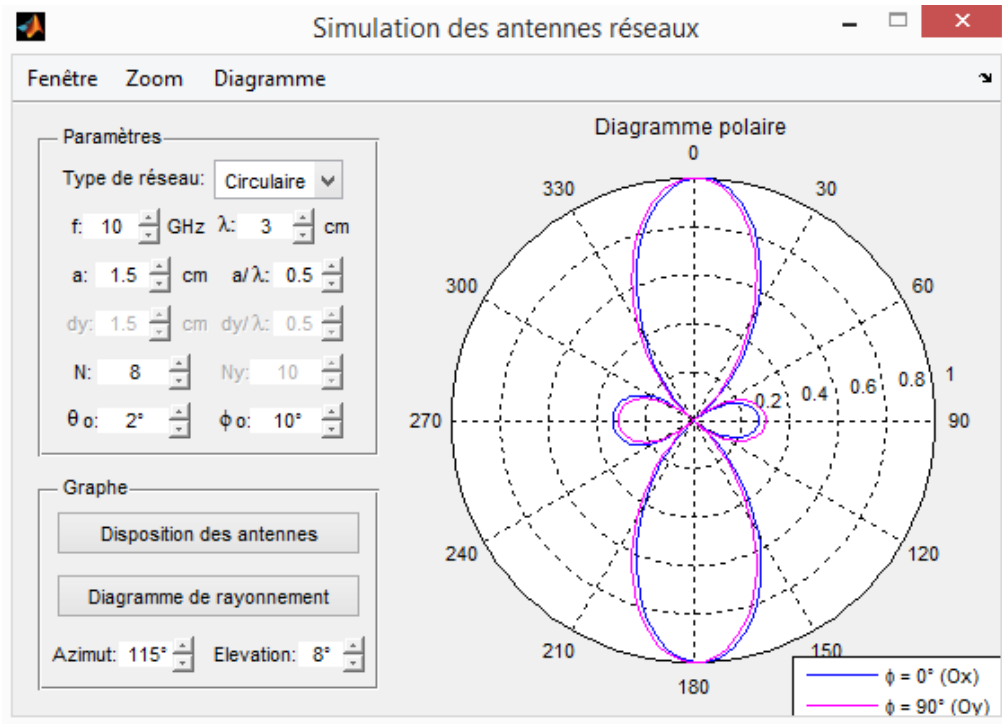 Simulation des antennes réseaux
Fenêtre Zoom Diagramme
Paramètres
Type de réseau: Circulaire
f: 10 GHz λ: 3 cm
a: 1.5 cm a/λ: 0.5
dy: 1.5 cm dy/λ: 0.5
N: 8 Ny: 10
θo: 2° ϕo: 10°
Graphe
Disposition des antennes
Diagramme de rayonnement
Azimut: 115° Elevation: 8°
Diagramme polaire
0
330 30
300 60
0.2 0.4 0.6 0.8 1
270 90
240 120
210 150
180
ϕ = 0° (Ox)
ϕ = 90° (Oy)